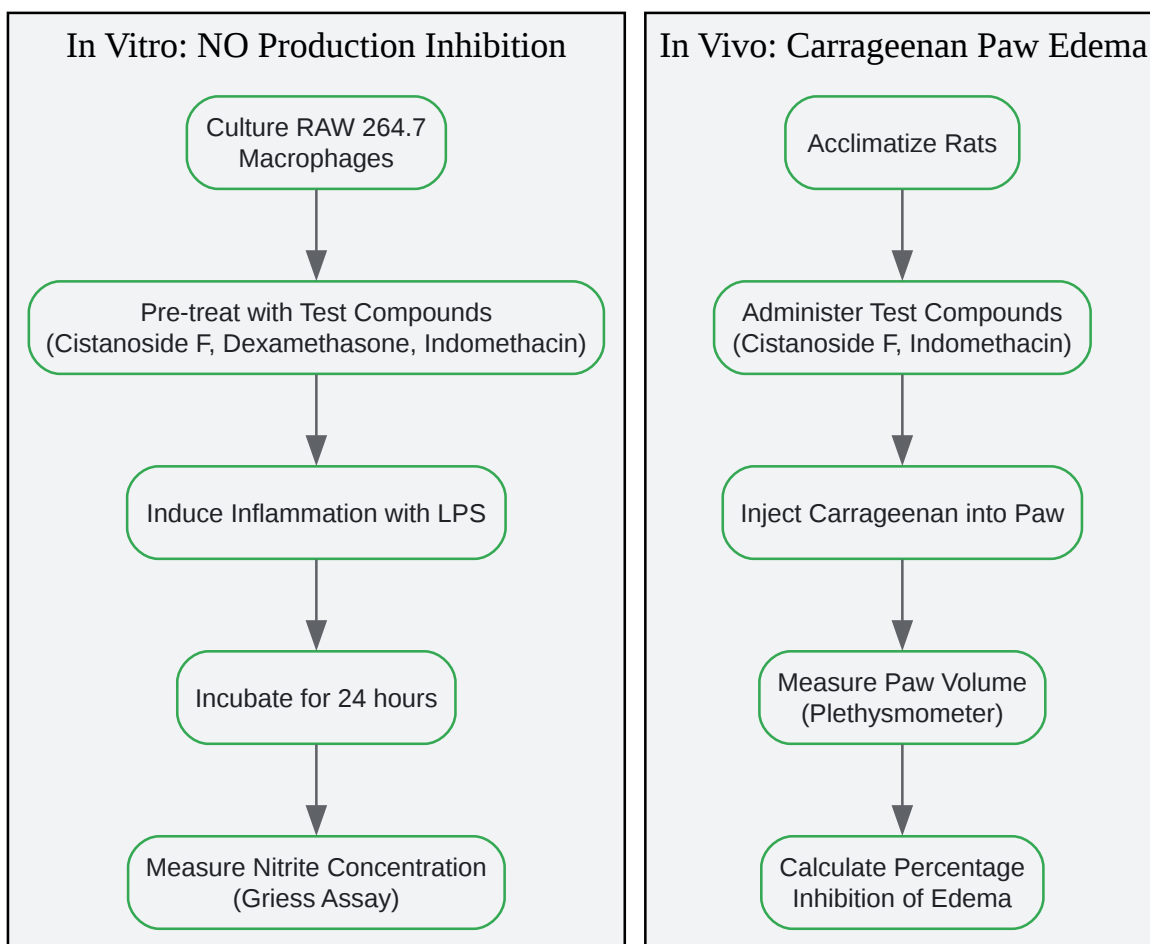 In Vitro: NO Production Inhibition
Culture RAW 264.7
Macrophages
Pre-treat with Test Compounds
(Cistanoside F, Dexamethasone, Indomethacin)
Induce Inflammation with LPS
Incubate for 24 hours
Measure Nitrite Concentration
(Griess Assay)
In Vivo: Carrageenan Paw Edema
Acclimatize Rats
Administer Test Compounds
(Cistanoside F, Indomethacin)
Inject Carrageenan into Paw
Measure Paw Volume
(Plethysmometer)
Calculate Percentage
Inhibition of Edema